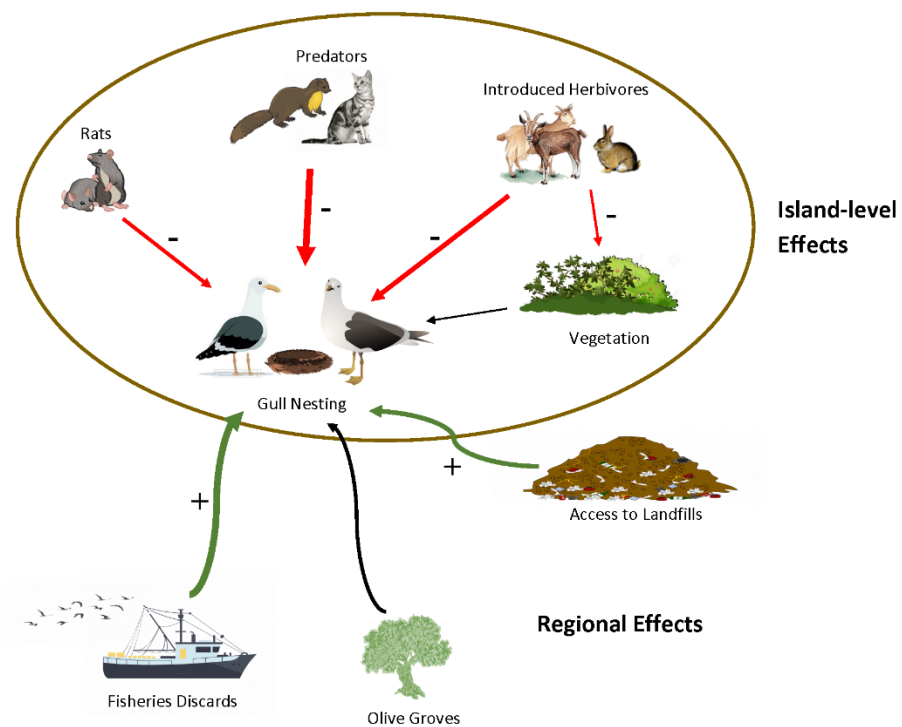 Predators
Introduced Herbivores
Rats
-
-
-
-
Island-level
Effects
Vegetation
Gull Nesting
+
+
Access to Landfills
Regional Effects
Fisheries Discards
Olive Groves